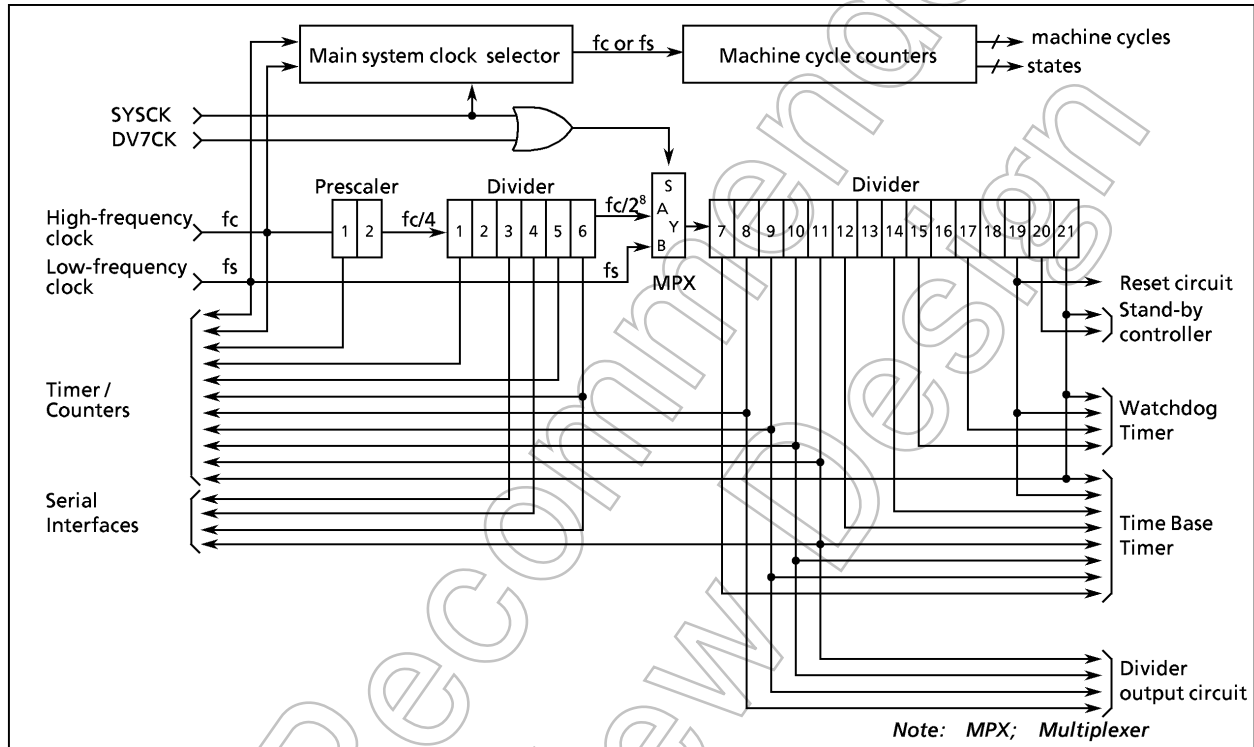 Main system clock selector
fc or fs
Machine cycle counters
machine cycles
states
SYSCK
DV7CK
Prescaler
Divider
Divider
High-frequency
clock
fc
1 2
fc/4
1 2 3 4 5 6
fc/2⁸
fs
S
A
Y
B
MPX
7 8 9 10 11 12 13 14 15 16 17 18 19 20 21
Low-frequency
clock
fs
Reset circuit
Stand-by
controller
Timer /
Counters
Watchdog
Timer
Serial
Interfaces
Time Base
Timer
Divider
output circuit
Note: MPX; Multiplexer
Recommende
ew Design